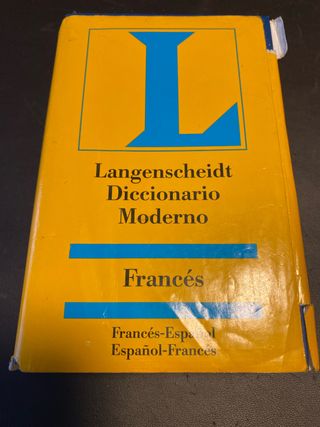 L
Langenscheidt
Diccionario
Moderno
Francés
Francés-Español
Español-Francés